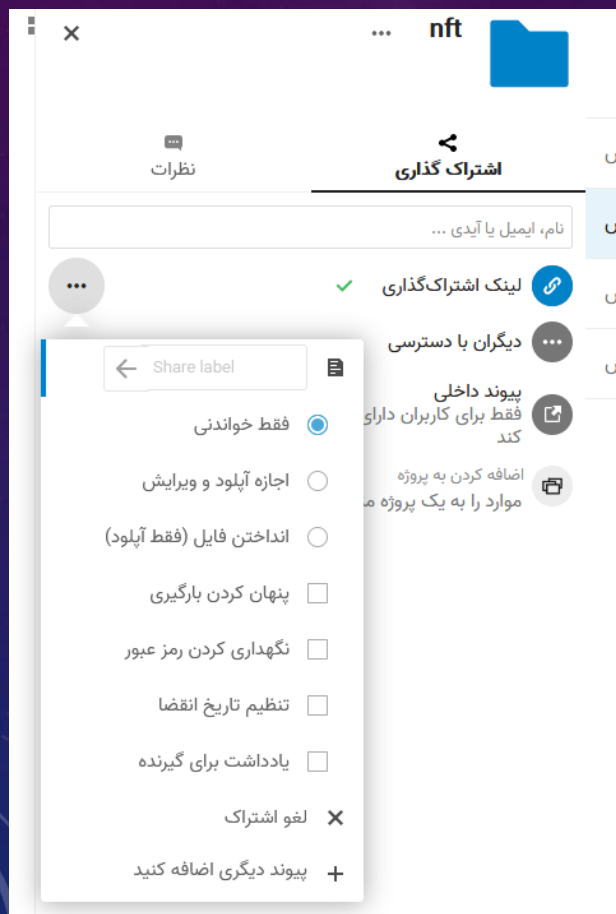 nft
نظرات
اشتراک گذاری
نام، ایمیل یا آیدی ...
لینک اشتراک‌گذاری
دیگران با دسترسی
پیوند داخلی
فقط برای کاربران دارای
کند
اضافه کردن به پروژه
موارد را به یک پروژه
Share label
فقط خواندنی
اجازه آپلود و ویرایش
انداختن فایل (فقط آپلود)
پنهان کردن بارگیری
نگهداری کردن رمز عبور
تنظیم تاریخ انقضا
یادداشت برای گیرنده
لغو اشتراک
پیوند دیگری اضافه کنید